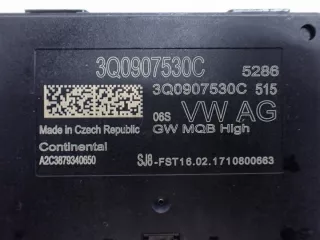 3Q0907530C 5286
3Q0907530C 515
06S VW AG
Made in Czech Republic GW MQB High
Continental
A2C3879340650 SJ8-FST16.02.1710800663